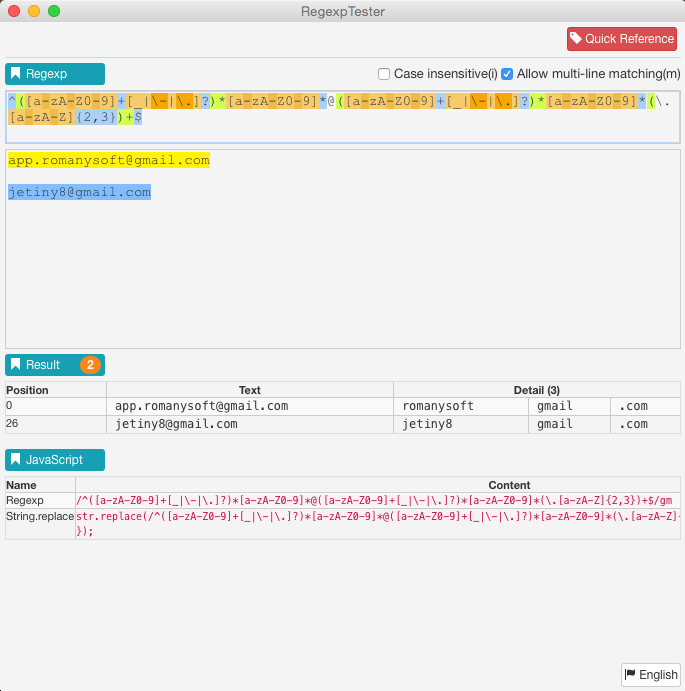 RegexpTester
Quick Reference
Regexp
Case insensitive(i) Allow multi-line matching(m)
^([a-zA-Z0-9]+[_|\-|\.]?)*[a-zA-Z0-9]*@([a-zA-Z0-9]+[_|\-|\.]?)*[a-zA-Z0-9]*(\.
[a-zA-Z]{2,3})+$
app.romanysoft@gmail.com
jetiny8@gmail.com
Result 2
Position Text Detail (3)
0 app.romanysoft@gmail.com romanysoft gmail .com
26 jetiny8@gmail.com jetiny8 gmail .com
JavaScript
Name Content
Regexp /^([a-zA-Z0-9]+[_|\-|\.]?)*[a-zA-Z0-9]*@([a-zA-Z0-9]+[_|\-|\.]?)*[a-zA-Z0-9]*(\.[a-zA-Z]{2,3})+$/gm
String.replace str.replace(/^([a-zA-Z0-9]+[_|\-|\.]?)*[a-zA-Z0-9]*@([a-zA-Z0-9]+[_|\-|\.]?)*[a-zA-Z0-9]*(\.[a-zA-Z]{
});
English